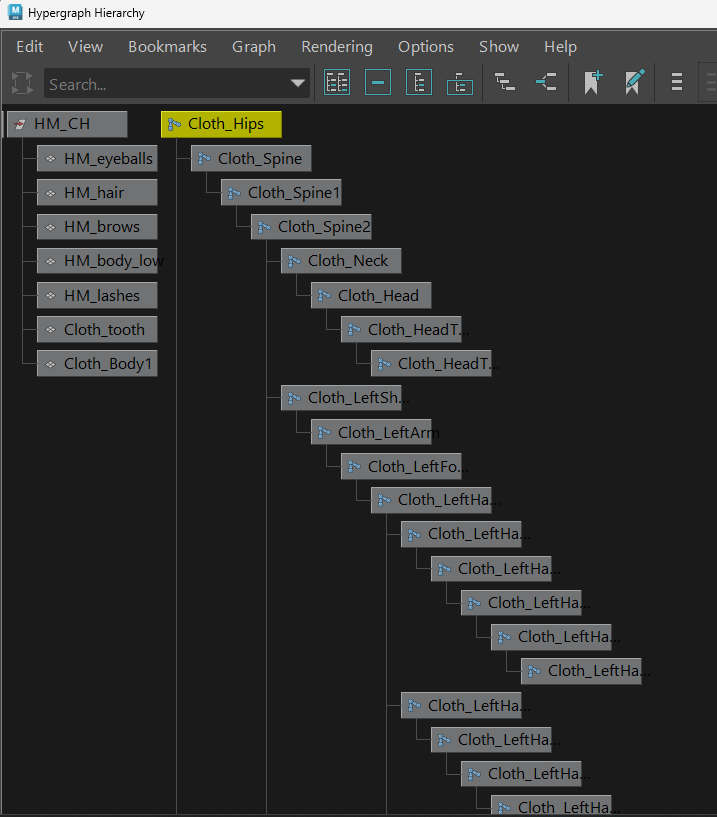 Hypergraph Hierarchy
Edit View Bookmarks Graph Rendering Options Show Help
Search...
HM_CH
Cloth_Hips
HM_eyeballs
Cloth_Spine
HM_hair
Cloth_Spine1
HM_brows
Cloth_Spine2
HM_body_low
Cloth_Neck
HM_lashes
Cloth_Head
Cloth_tooth
Cloth_HeadT...
Cloth_Body1
Cloth_HeadT...
Cloth_LeftSh...
Cloth_LeftArm
Cloth_LeftFo...
Cloth_LeftHa...
Cloth_LeftHa...
Cloth_LeftHa...
Cloth_LeftHa...
Cloth_LeftHa...
Cloth_LeftHa...
Cloth_LeftHa...
Cloth_LeftHa...
Cloth_LeftHa...
Cloth_LeftHa...